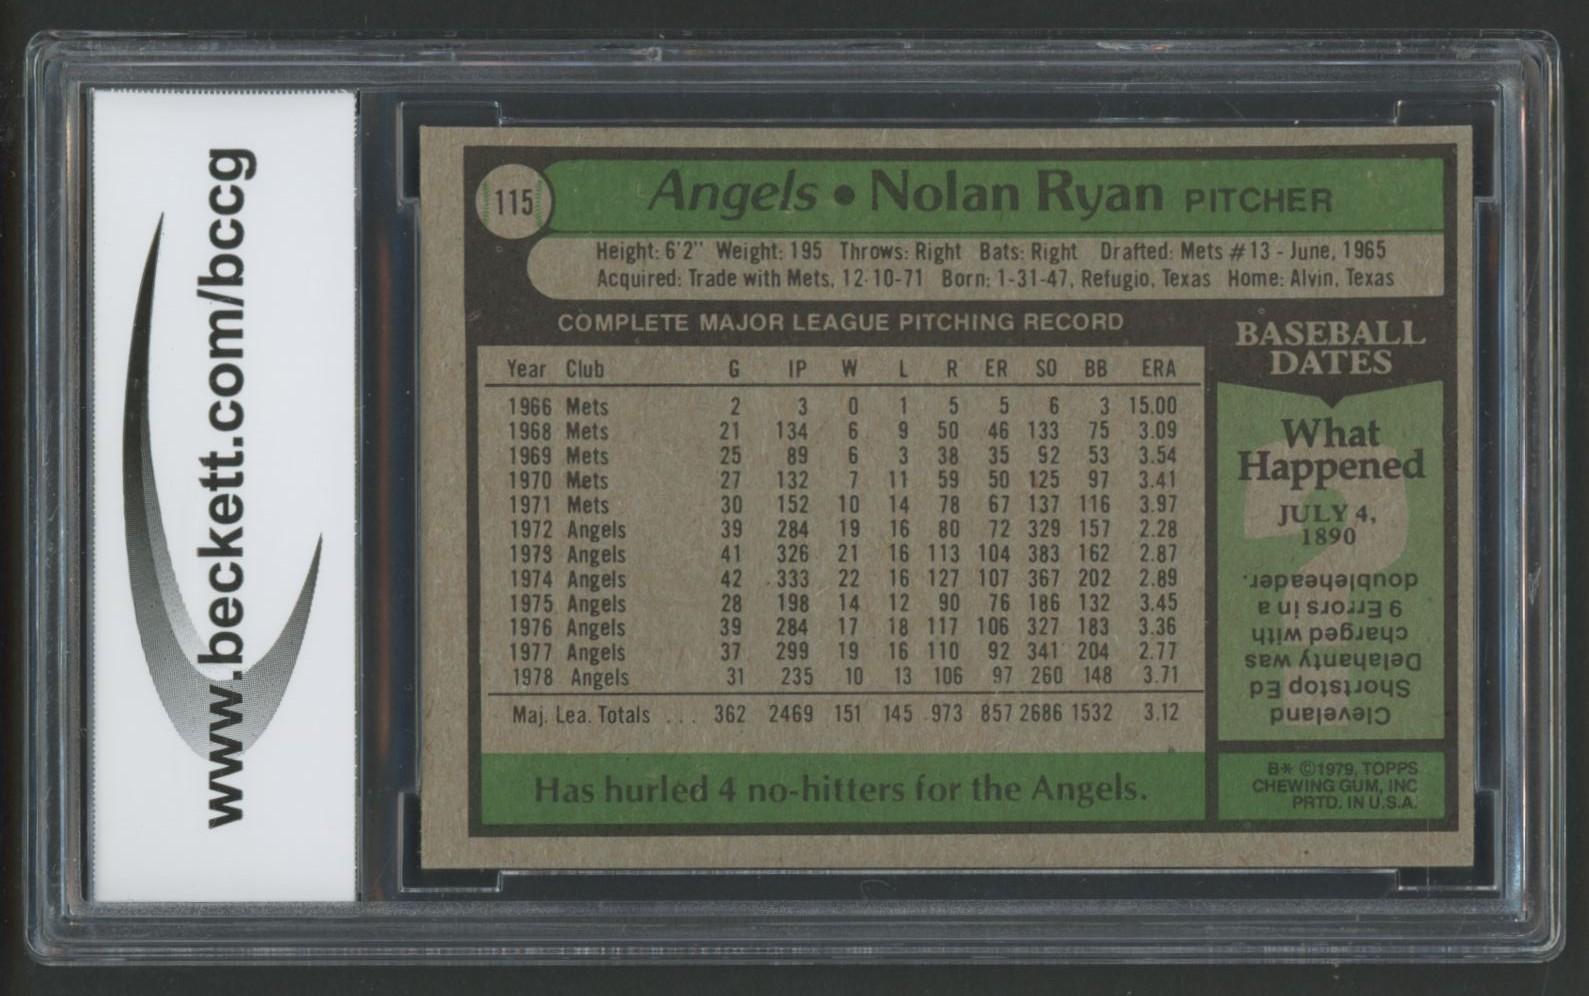 www.beckett.com/bccg
115
Angels • Nolan Ryan PITCHER
Height: 6'2" Weight: 195 Throws: Right Bats: Right Drafted: Mets #13 - June, 1965
Acquired: Trade with Mets, 12-10-71 Born: 1-31-47, Refugio, Texas Home: Alvin, Texas
COMPLETE MAJOR LEAGUE PITCHING RECORD
Year Club G IP W L R ER SO BB ERA
1966 Mets 2 3 0 1 5 5 6 3 15.00
1968 Mets 21 134 6 9 50 46 133 75 3.09
1969 Mets 25 89 6 3 38 35 92 53 3.54
1970 Mets 27 132 7 11 59 50 125 97 3.41
1971 Mets 30 152 10 14 78 67 137 116 3.97
1972 Angels 39 284 19 16 80 72 329 157 2.28
1973 Angels 41 326 21 16 113 104 383 162 2.87
1974 Angels 42 333 22 16 127 107 367 202 2.89
1975 Angels 28 198 14 12 90 76 186 132 3.45
1976 Angels 39 284 17 18 117 106 327 183 3.36
1977 Angels 37 299 19 16 110 92 341 204 2.77
1978 Angels 31 235 10 13 106 97 260 148 3.71
Maj. Lea. Totals ... 362 2469 151 145 973 857 2686 1532 3.12
Has hurled 4 no-hitters for the Angels.
BASEBALL
DATES
What
Happened
JULY 4,
1890
Cleveland
Shortstop Ed
Delahanty was
charged with
9 Errors in a
doubleheader.
B* ©1979, TOPPS
CHEWING GUM, INC
PRTD. IN U.S.A.